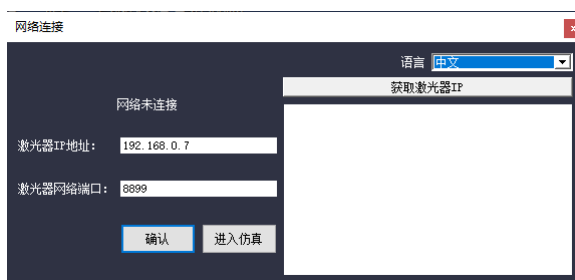 网络连接
语言 中文
获取激光器IP
网络未连接
激光器IP地址： 192.168.0.7
激光器网络端口： 8899
确认 进入仿真